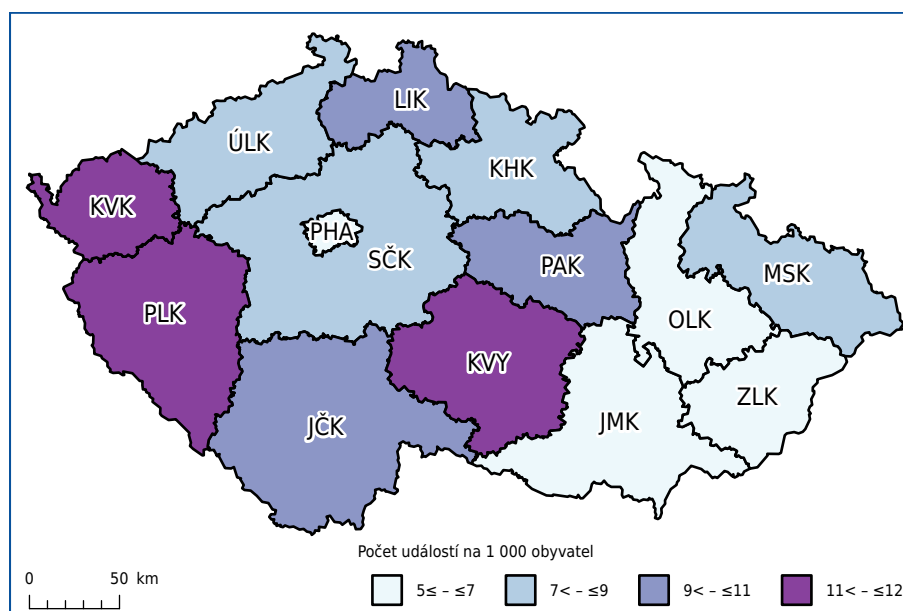 LIK
ÚLK
KHK
KVK
PHA
SČK
PAK
MSK
PLK
OLK
KVY
ZLK
JČK
JMK
Počet událostí na 1 000 obyvatel
0 50 km
5≤ – ≤7 7< – ≤9 9< – ≤11 11< – ≤12